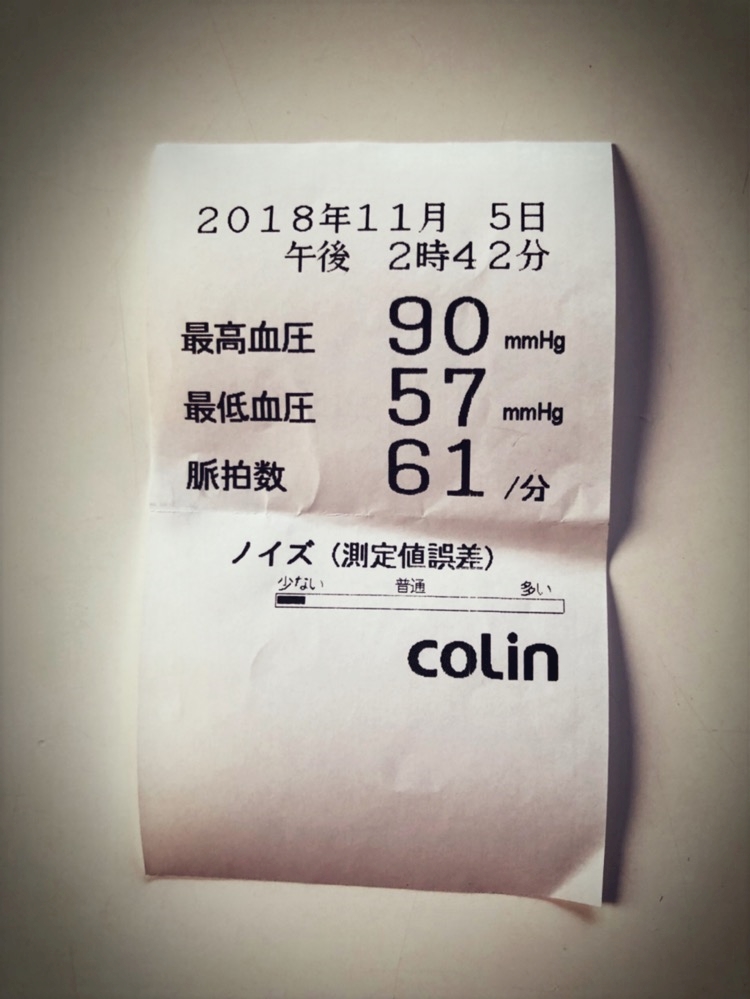 ２０１８年１１月　５日
午後　２時４２分
最高血圧 90 mmHg
最低血圧 57 mmHg
脈拍数 61 /分
ノイズ（測定値誤差）
少ない 普通 多い
colin